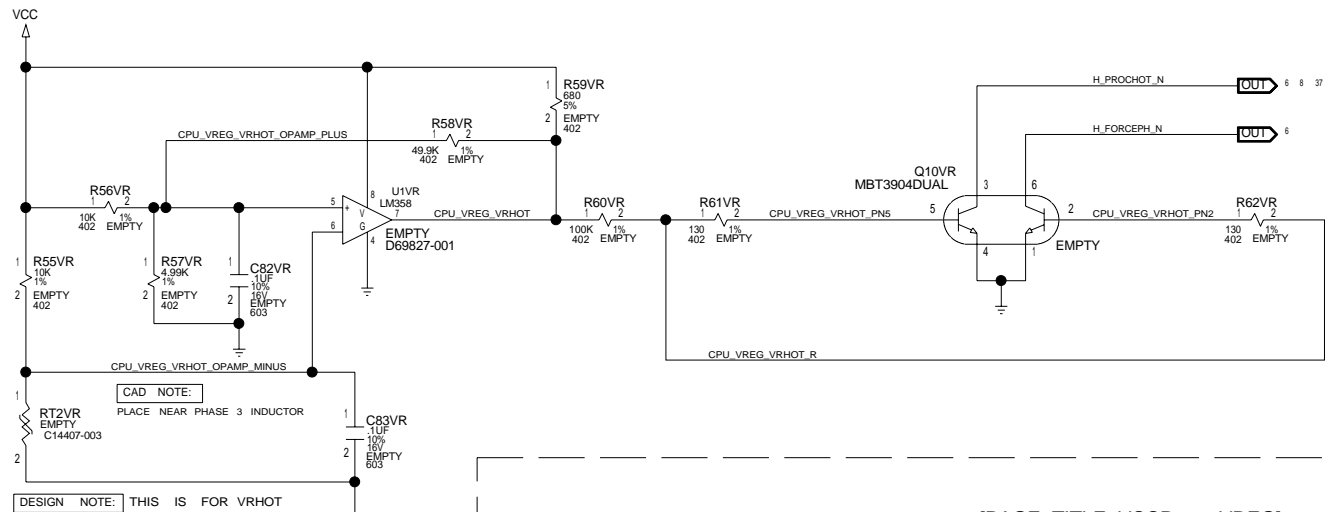 VCC
R59VR
1
680
5%
2 EMPTY
402
CPU_VREG_VRHOT_OPAMP_PLUS
R58VR
1 2
49.9K 1%
402 EMPTY
H_PROCHOT_N
OUT 6 8 37
H_FORCEPH_N
OUT 6
R56VR
1 2
10K 1%
402 EMPTY
U1VR
LM358
5 + V 8
7
6 - G 4
EMPTY
D69827-001
CPU_VREG_VRHOT
R60VR
1 2
100K 1%
402 EMPTY
R61VR
1 2
130 1%
402 EMPTY
CPU_VREG_VRHOT_PN5
Q10VR
MBT3904DUAL
3 6
5 2
4 1
EMPTY
CPU_VREG_VRHOT_PN2
R62VR
1 2
130 1%
402 EMPTY
R55VR
1
10K
1%
2 EMPTY
402
R57VR
1
4.99K
1%
2 EMPTY
402
C82VR
1
.1UF
10%
16V
2 EMPTY
603
CPU_VREG_VRHOT_R
CPU_VREG_VRHOT_OPAMP_MINUS
CAD NOTE:
PLACE NEAR PHASE 3 INDUCTOR
1
RT2VR
EMPTY
C14407-003
2
C83VR
1
.1UF
10%
2 16V
EMPTY
603
DESIGN NOTE: THIS IS FOR VRHOT